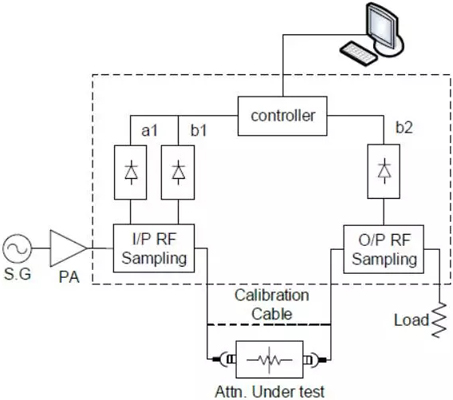 controller
a1
b1
b2
I/P RF
Sampling
O/P RF
Sampling
S.G
PA
Calibration
Cable
Load
Attn. Under test